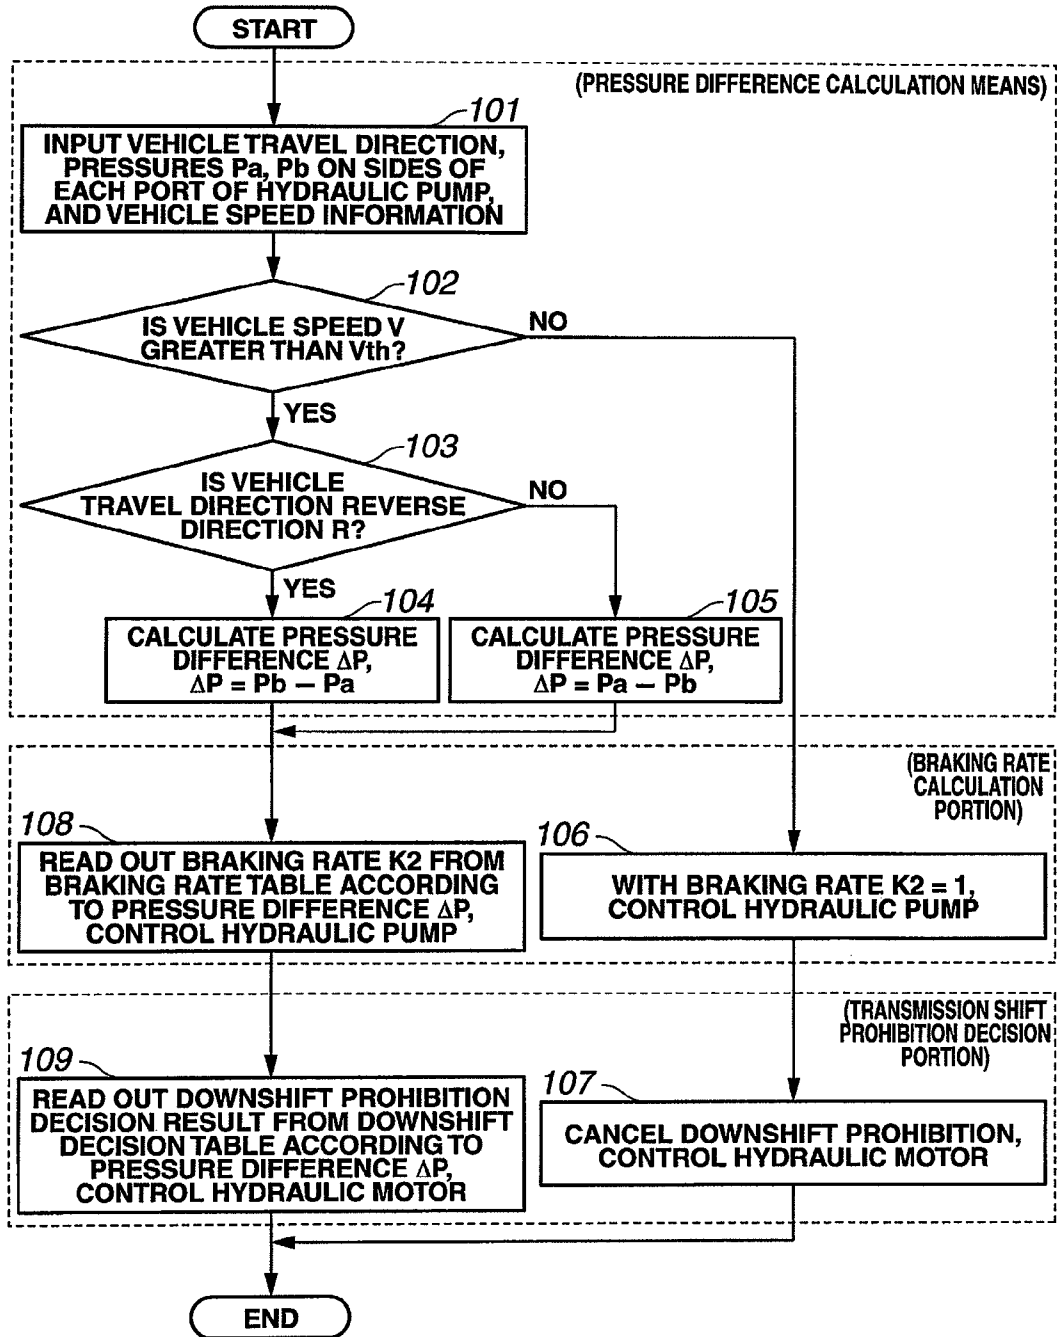 START
(PRESSURE DIFFERENCE CALCULATION MEANS)
101
INPUT VEHICLE TRAVEL DIRECTION,
PRESSURES Pa, Pb ON SIDES OF
EACH PORT OF HYDRAULIC PUMP,
AND VEHICLE SPEED INFORMATION
102
IS VEHICLE SPEED V
GREATER THAN Vth?
NO
YES
103
IS VEHICLE
TRAVEL DIRECTION REVERSE
DIRECTION R?
NO
YES
104
CALCULATE PRESSURE
DIFFERENCE ΔP,
ΔP = Pb – Pa
105
CALCULATE PRESSURE
DIFFERENCE ΔP,
ΔP = Pa – Pb
(BRAKING RATE
CALCULATION
PORTION)
108
READ OUT BRAKING RATE K2 FROM
BRAKING RATE TABLE ACCORDING
TO PRESSURE DIFFERENCE ΔP,
CONTROL HYDRAULIC PUMP
106
WITH BRAKING RATE K2 = 1,
CONTROL HYDRAULIC PUMP
(TRANSMISSION SHIFT
PROHIBITION DECISION
PORTION)
109
READ OUT DOWNSHIFT PROHIBITION
DECISION RESULT FROM DOWNSHIFT
DECISION TABLE ACCORDING TO
PRESSURE DIFFERENCE ΔP,
CONTROL HYDRAULIC MOTOR
107
CANCEL DOWNSHIFT PROHIBITION,
CONTROL HYDRAULIC MOTOR
END